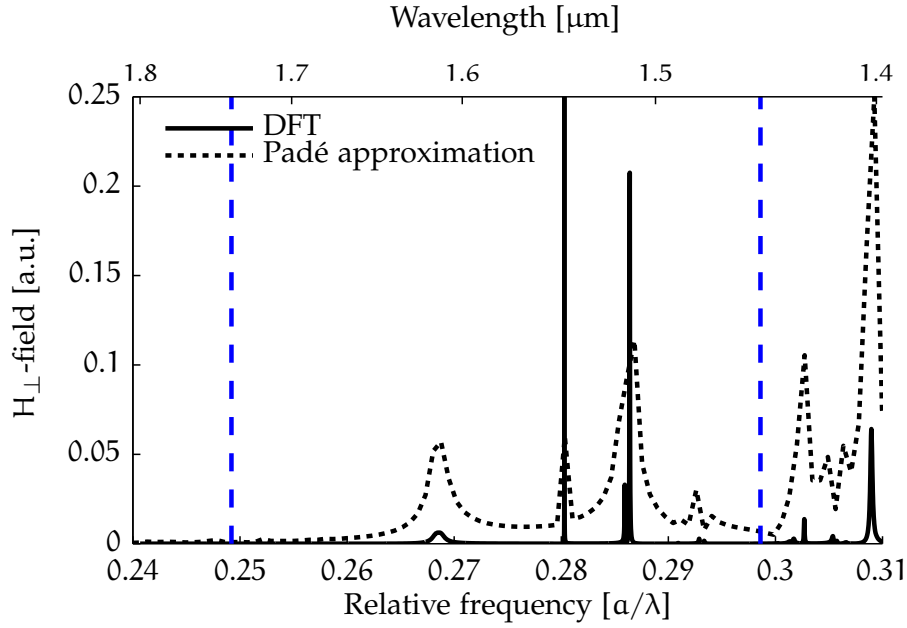 Wavelength [μm]
1.8 1.7 1.6 1.5 1.4
0.25
DFT
Padé approximation
0.2
0.15
0.1
0.05
0
H⊥-field [a.u.]
0.24 0.25 0.26 0.27 0.28 0.29 0.3 0.31
Relative frequency [a/λ]